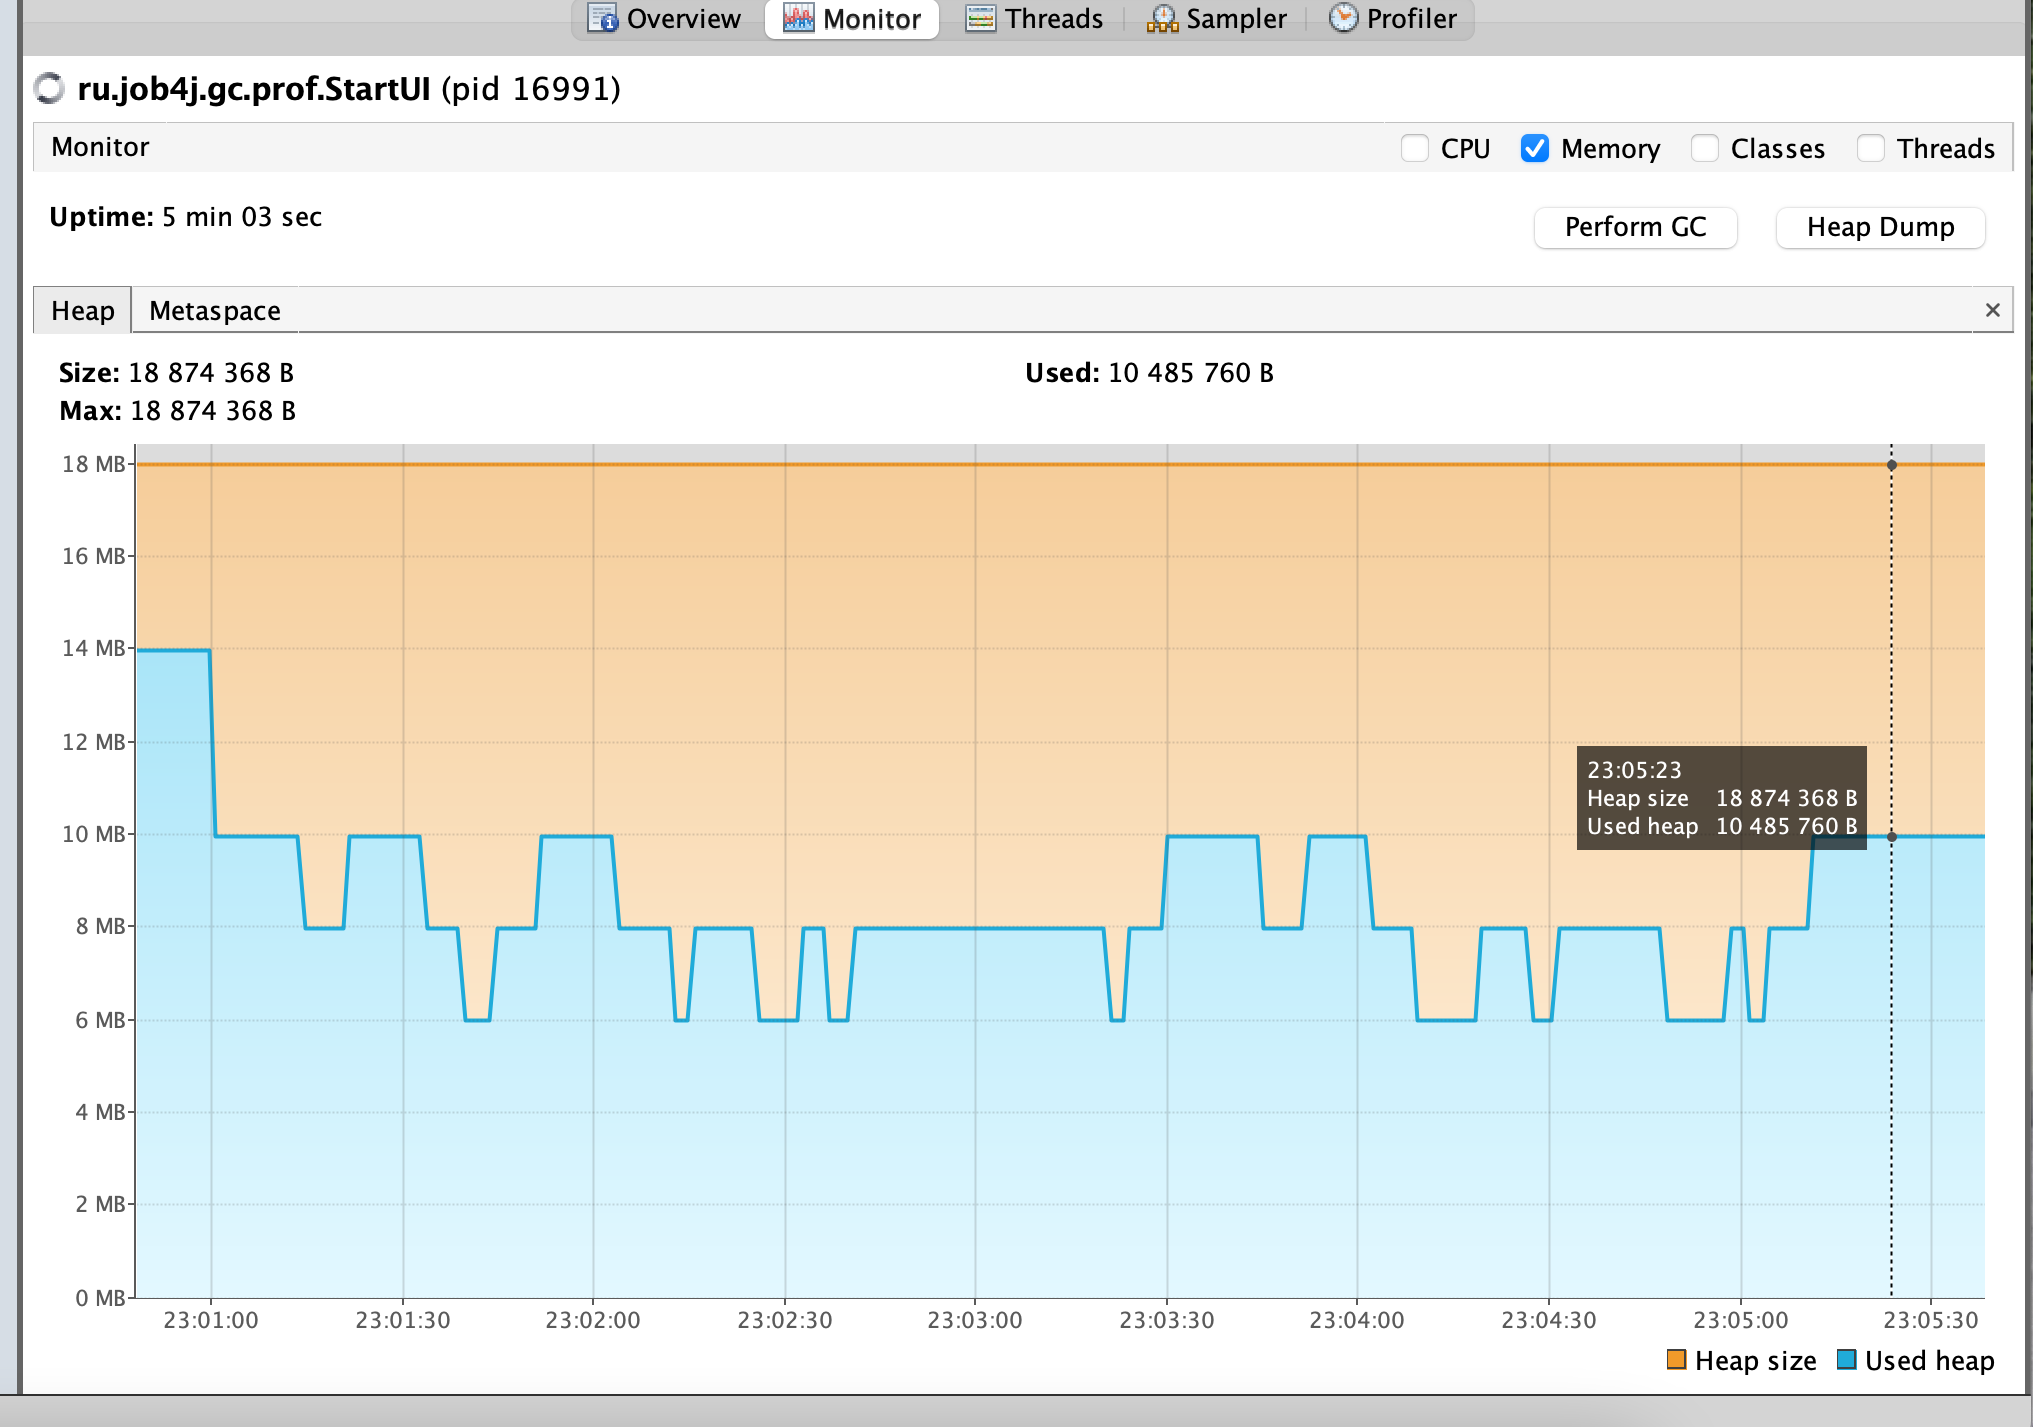 Overview Monitor Threads Sampler Profiler
ru.job4j.gc.prof.StartUI (pid 16991)
Monitor CPU Memory Classes Threads
Uptime: 5 min 03 sec Perform GC Heap Dump
Heap Metaspace ×
Size: 18 874 368 B Used: 10 485 760 B
Max: 18 874 368 B
18 MB
16 MB
14 MB
12 MB
10 MB
8 MB
6 MB
4 MB
2 MB
0 MB
23:05:23
Heap size 18 874 368 B
Used heap 10 485 760 B
23:01:00 23:01:30 23:02:00 23:02:30 23:03:00 23:03:30 23:04:00 23:04:30 23:05:00 23:05:30
Heap size Used heap